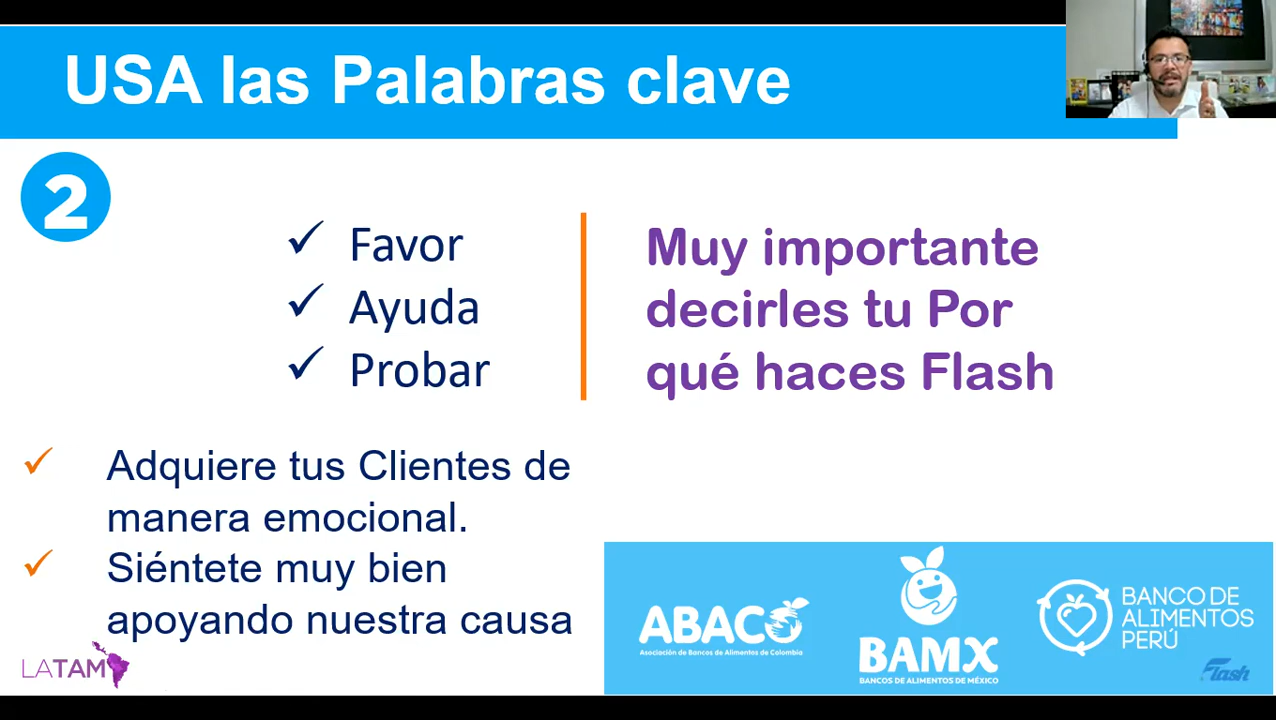 USA las Palabras clave
2
✓ Favor
✓ Ayuda
✓ Probar
Muy importante
decirles tu Por
qué haces Flash
✓ Adquiere tus Clientes de
manera emocional.
✓ Siéntete muy bien
apoyando nuestra causa
LATAM
ABACO
Asociación de Bancos de Alimentos de Colombia
BAMX
BANCOS DE ALIMENTOS DE MÉXICO
BANCO DE
ALIMENTOS
PERÚ
Flash